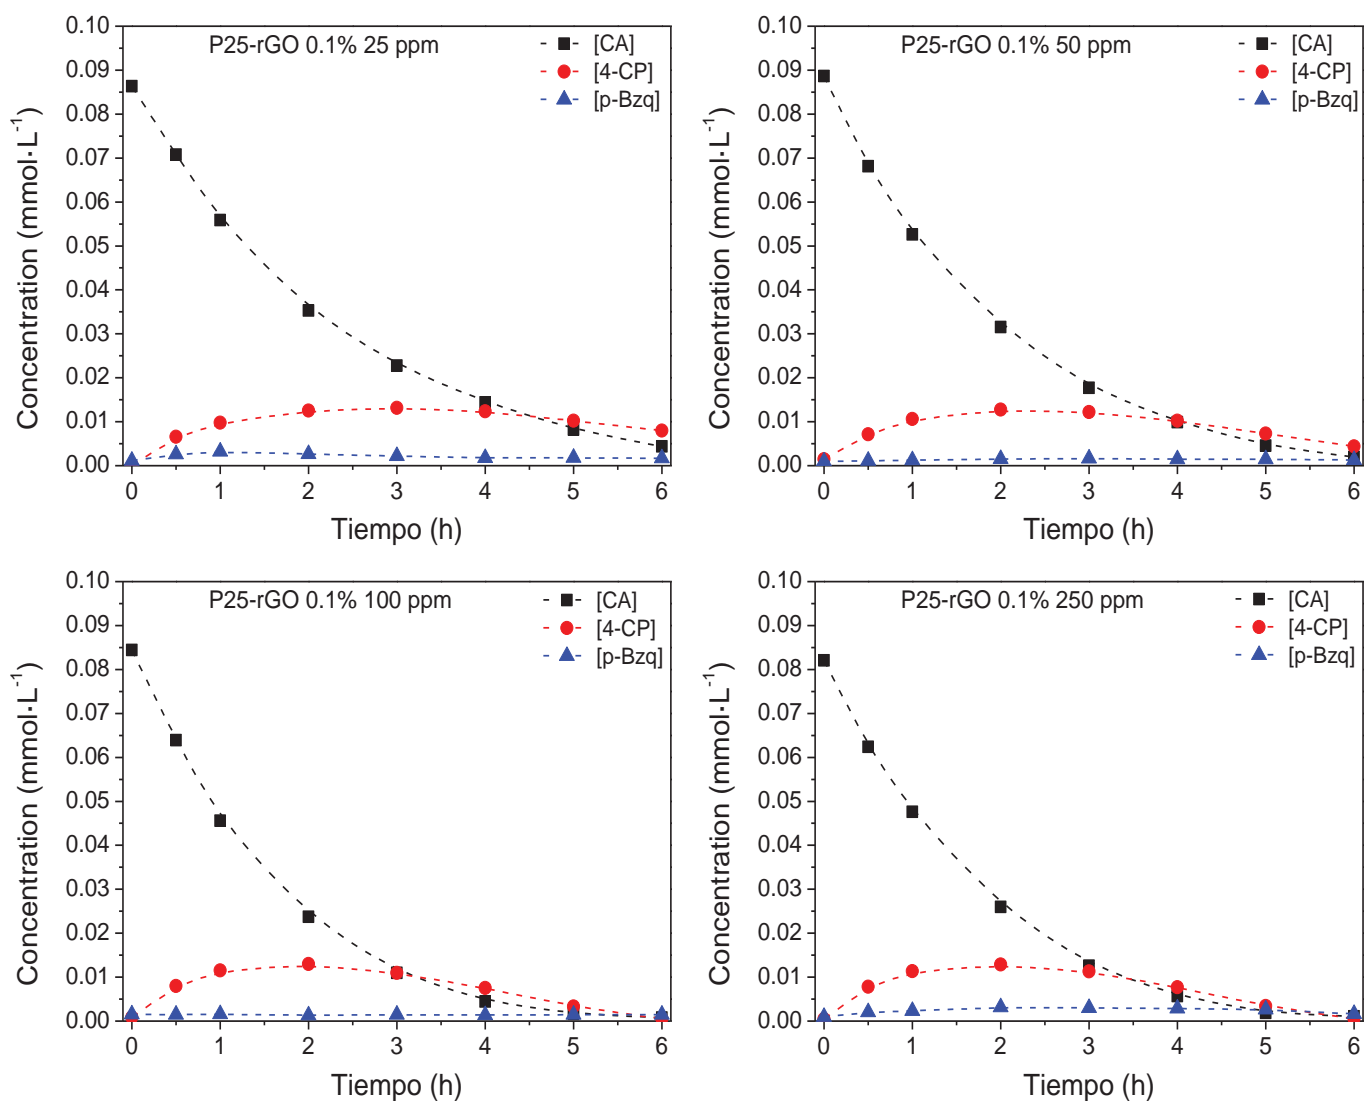 P25-rGO 0.1% 25 ppm
[CA]
[4-CP]
[p-Bzq]
0.10
0.09
0.08
0.07
0.06
0.05
0.04
0.03
0.02
0.01
0.00
Concentration (mmol·L⁻¹)
0 1 2 3 4 5 6
Tiempo (h)
P25-rGO 0.1% 50 ppm
[CA]
[4-CP]
[p-Bzq]
0.10
0.09
0.08
0.07
0.06
0.05
0.04
0.03
0.02
0.01
0.00
Concentration (mmol·L⁻¹)
0 1 2 3 4 5 6
Tiempo (h)
P25-rGO 0.1% 100 ppm
[CA]
[4-CP]
[p-Bzq]
0.10
0.09
0.08
0.07
0.06
0.05
0.04
0.03
0.02
0.01
0.00
Concentration (mmol·L⁻¹)
0 1 2 3 4 5 6
Tiempo (h)
P25-rGO 0.1% 250 ppm
[CA]
[4-CP]
[p-Bzq]
0.10
0.09
0.08
0.07
0.06
0.05
0.04
0.03
0.02
0.01
0.00
Concentration (mmol·L⁻¹)
0 1 2 3 4 5 6
Tiempo (h)